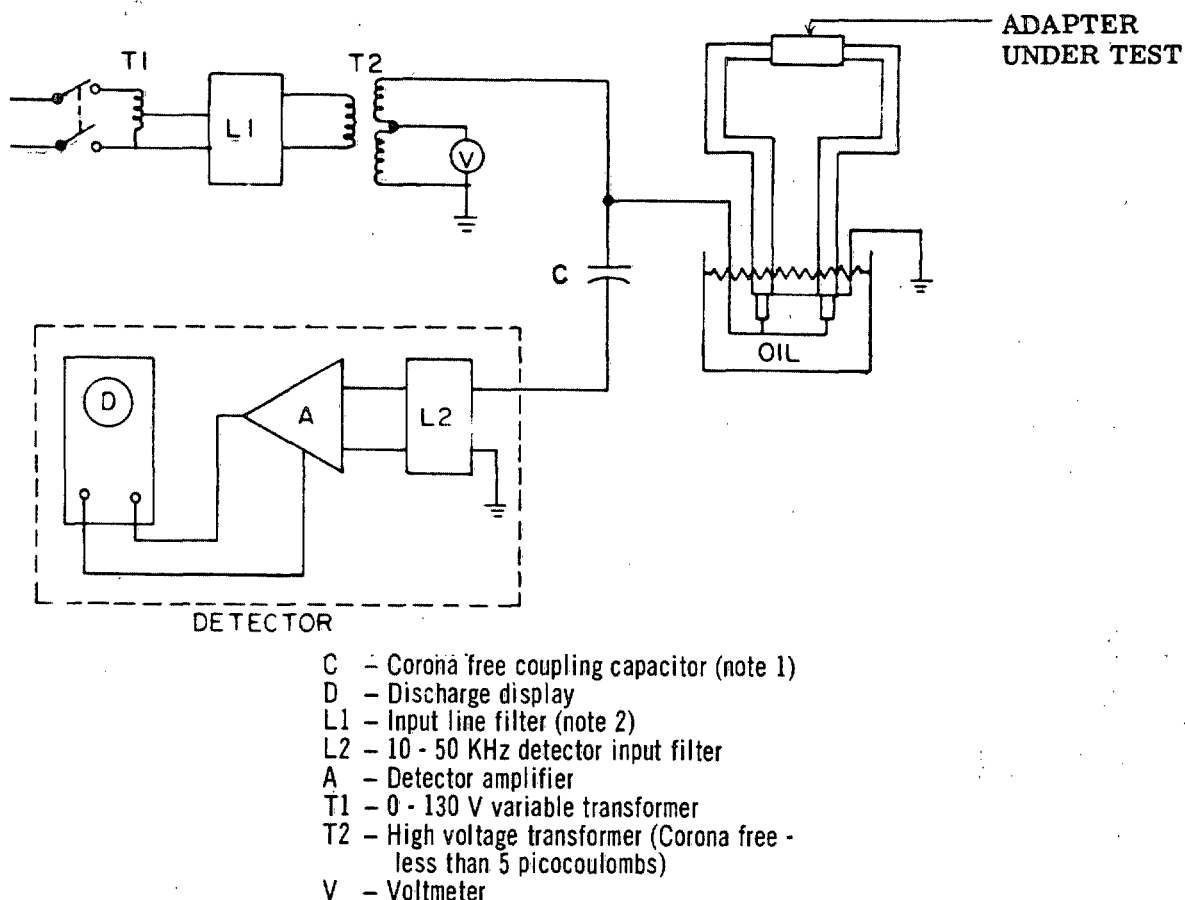 ADAPTER
UNDER TEST
T1
T2
L1
V
C
OIL
D
A
L2
DETECTOR
C – Corona free coupling capacitor (note 1)
D – Discharge display
L1 – Input line filter (note 2)
L2 – 10 - 50 KHz detector input filter
A – Detector amplifier
T1 – 0 - 130 V variable transformer
T2 – High voltage transformer (Corona free -
less than 5 picocoulombs)
V – Voltmeter